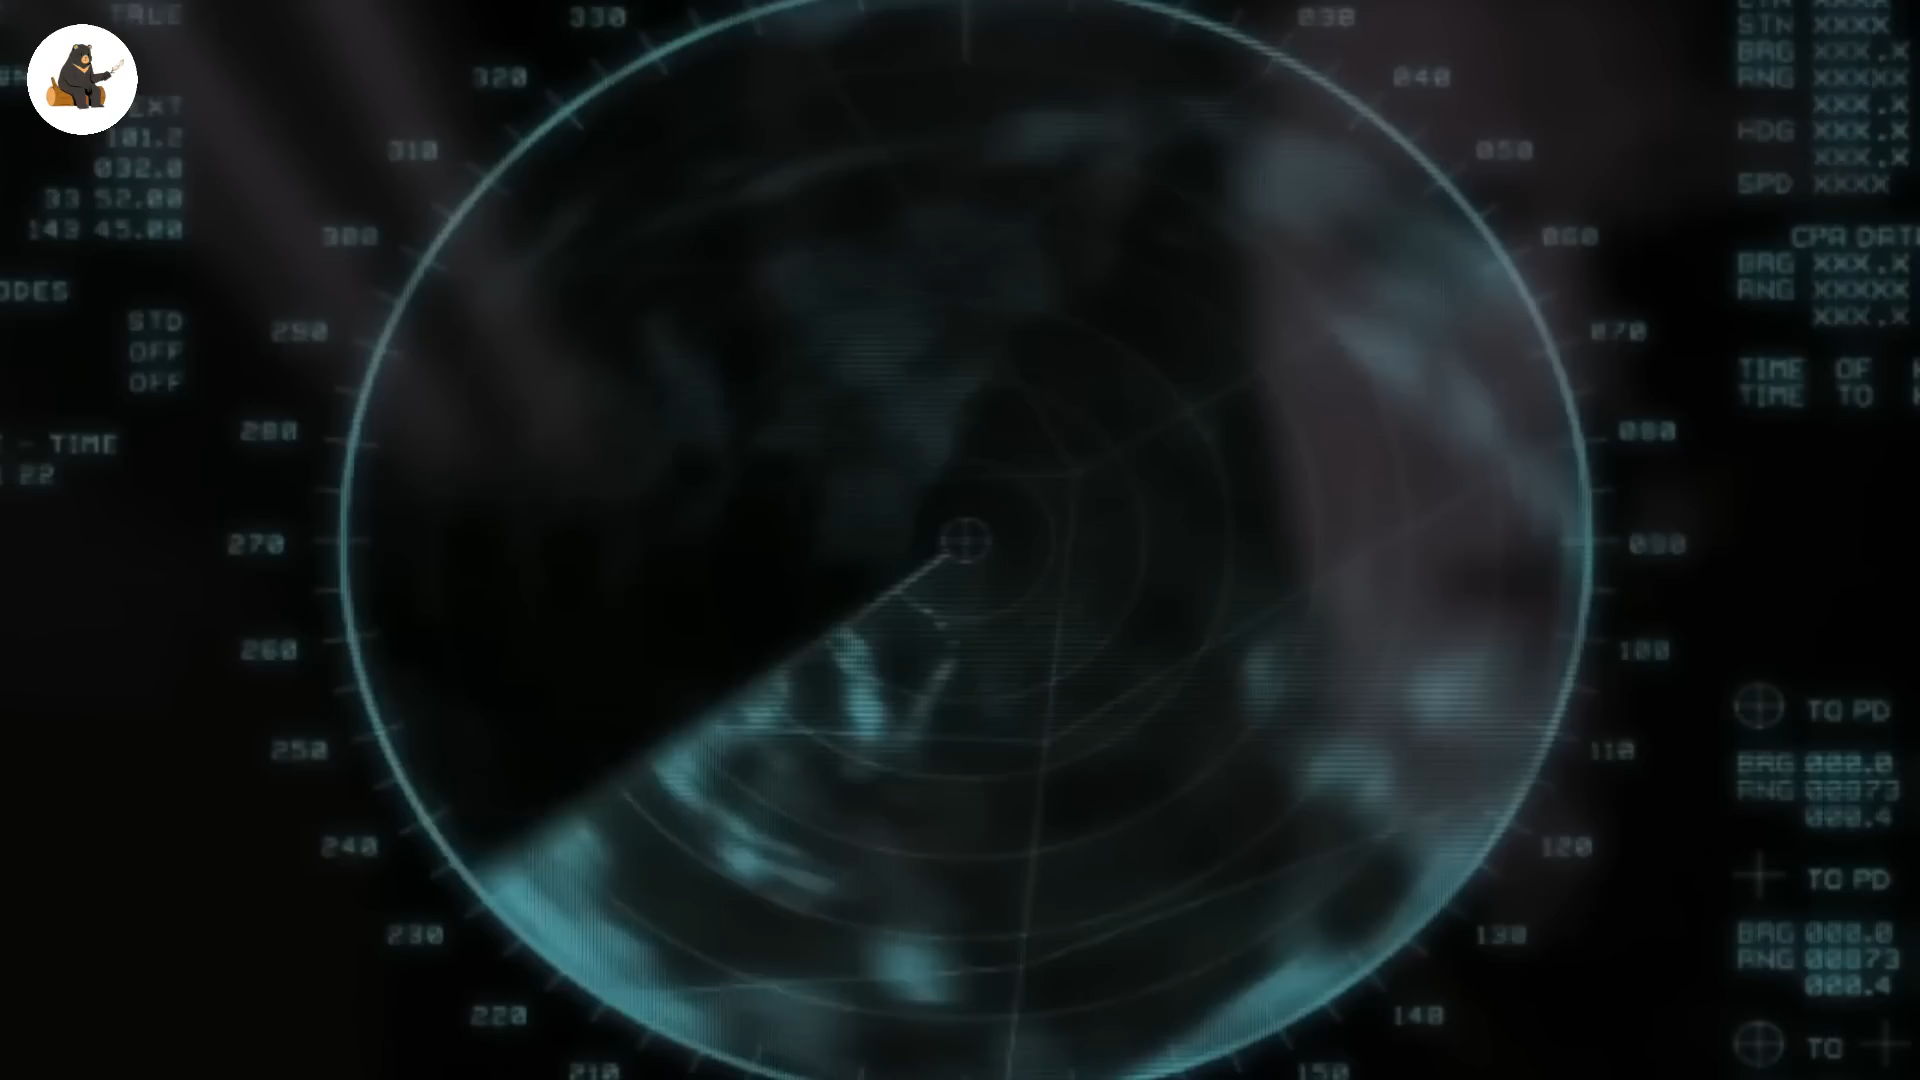 TRUE
330
030
STN XXXX
BRG XXX.X
RNG XXXXX
XXX.X
HDG XXX.X
XXX.X
SPD XXXX
320
040
101.2
032.0
33 52.00
143 45.00
310
050
300
060
CPA DAT
BRG XXX.X
RNG XXXXX
XXX.X
ODES
STD
OFF
OFF
290
070
TIME OF
TIME TO
280
080
- TIME
22
270
090
260
100
TO PD
250
110
BRG 000.0
RNG 00873
000.4
240
120
TO PD
230
130
BRG 000.0
RNG 00873
000.4
220
140
TO
210
150